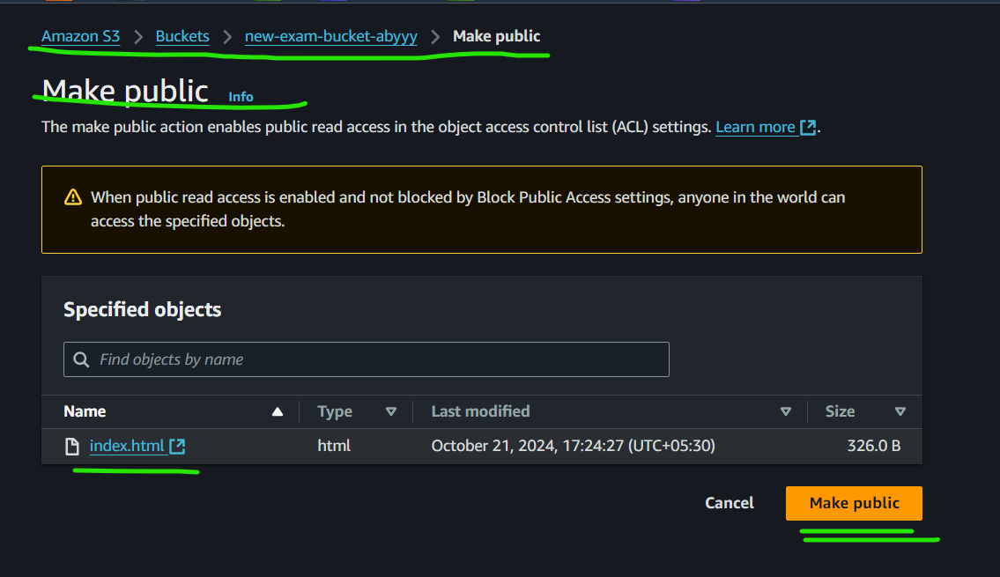 Amazon S3 > Buckets > new-exam-bucket-abyyy > Make public
Make public Info
The make public action enables public read access in the object access control list (ACL) settings. Learn more.
When public read access is enabled and not blocked by Block Public Access settings, anyone in the world can
access the specified objects.
Specified objects
Find objects by name
Name Type Last modified Size
index.html html October 21, 2024, 17:24:27 (UTC+05:30) 326.0 B
Cancel Make public